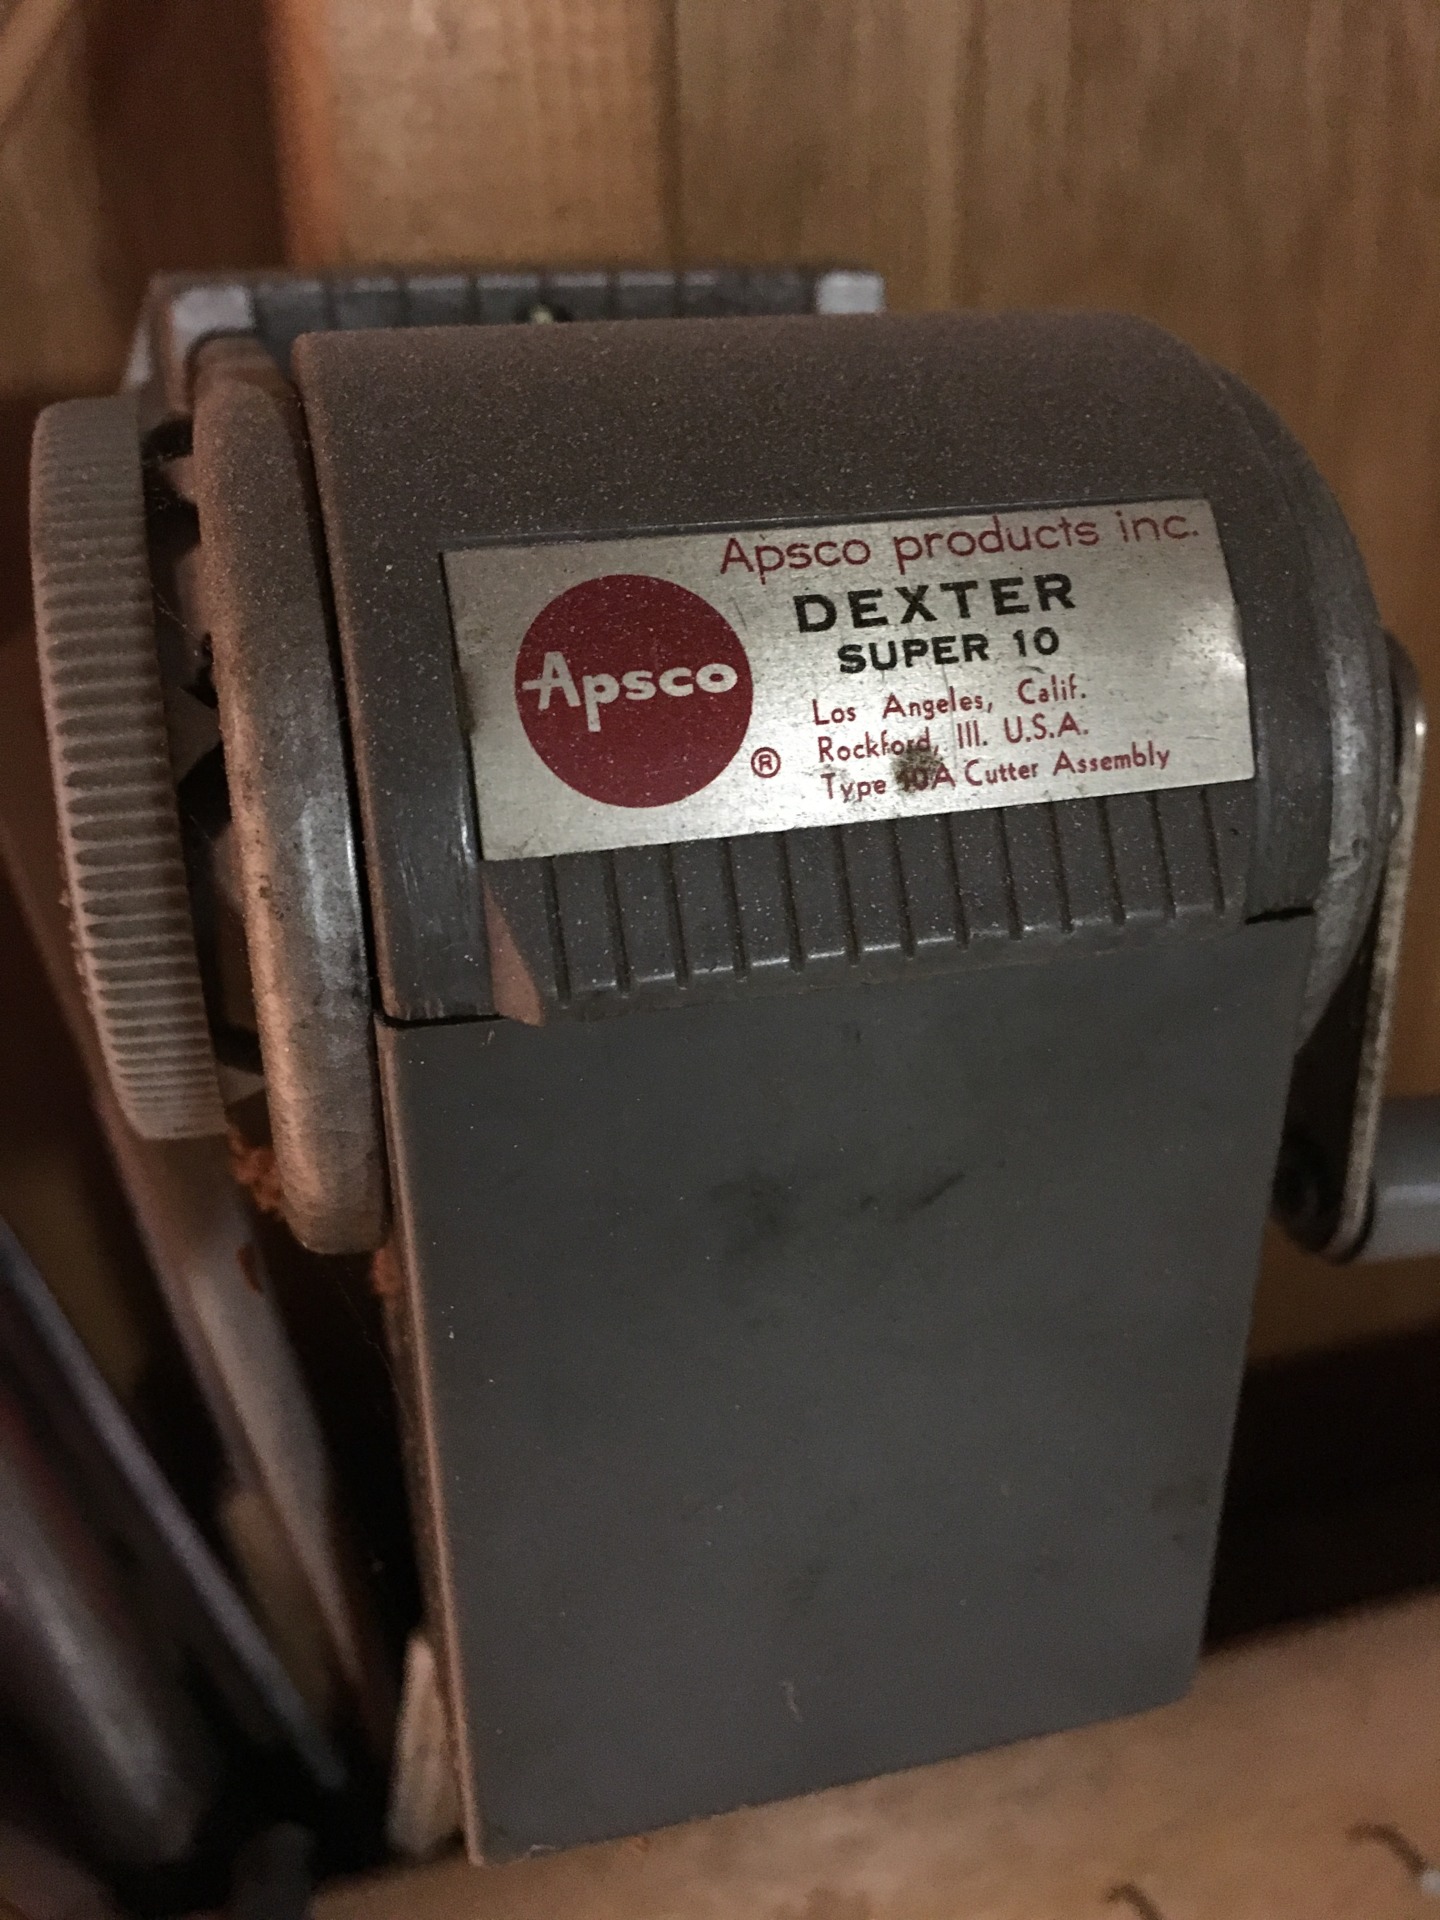 Apsco products inc.
DEXTER
SUPER 10
Apsco
®
Los Angeles, Calif.
Rockford, Ill. U.S.A.
Type 10A Cutter Assembly